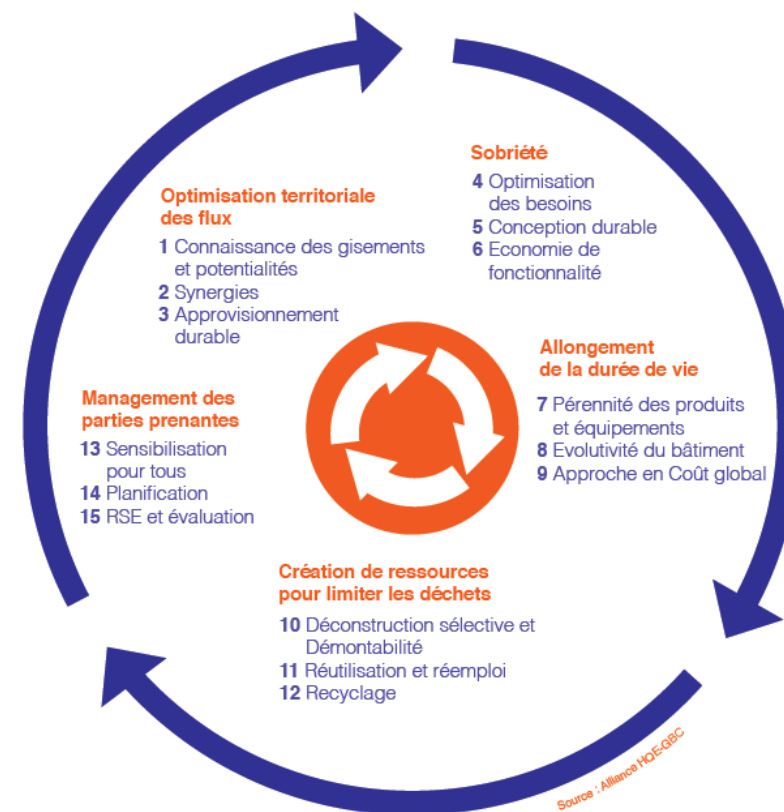 Optimisation territoriale
des flux
1 Connaissance des gisements
et potentialités
2 Synergies
3 Approvisionnement
durable
Sobriété
4 Optimisation
des besoins
5 Conception durable
6 Economie de
fonctionnalité
Allongement
de la durée de vie
7 Pérennité des produits
et équipements
8 Evolutivité du bâtiment
9 Approche en Coût global
Création de ressources
pour limiter les déchets
10 Déconstruction sélective et
Démontabilité
11 Réutilisation et réemploi
12 Recyclage
Management des
parties prenantes
13 Sensibilisation
pour tous
14 Planification
15 RSE et évaluation
Source : Alliance HQE-GBC